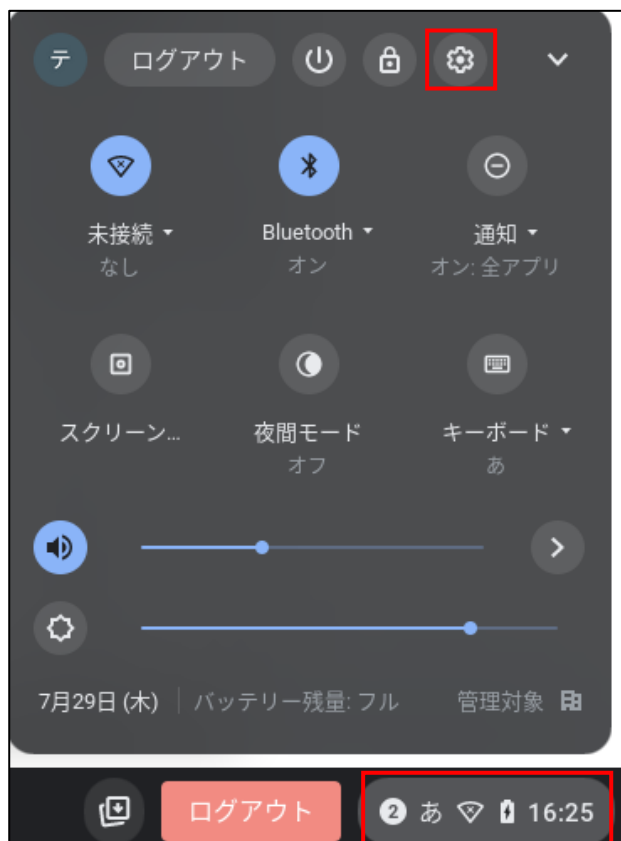 テ ログアウト
未接続 Bluetooth 通知
なし オン オン: 全アプリ
スクリーン... 夜間モード キーボード
オフ あ
7月29日 (木) バッテリー残量: フル 管理対象
ログアウト 2 あ 16:25